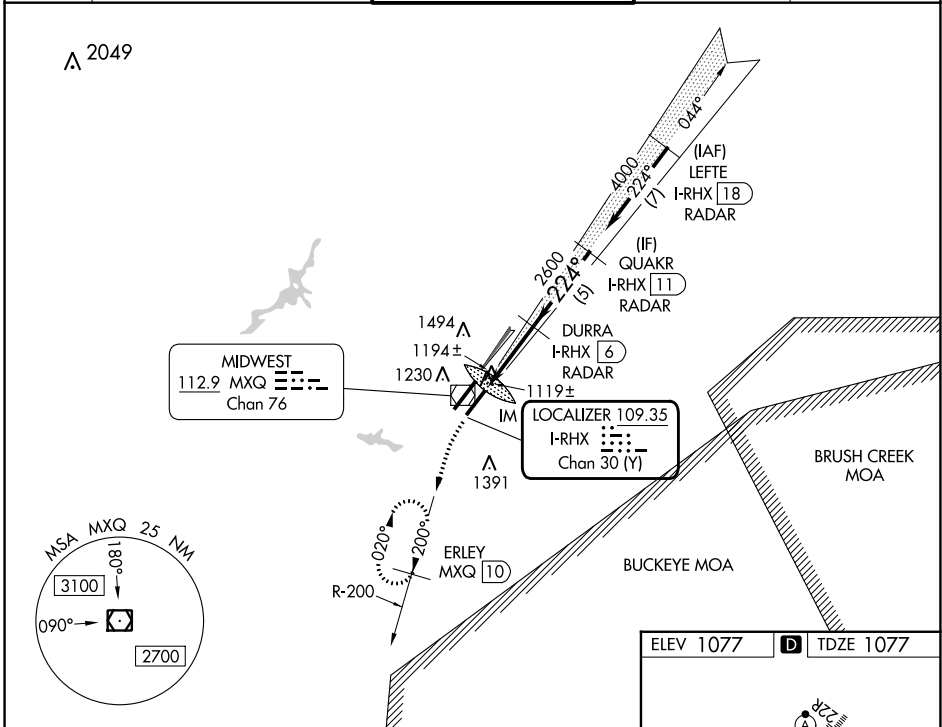 2049
044°
(IAF)
LEFTE
I-RHX 18
RADAR
4000
224°
(7)
(IF)
QUAKR
I-RHX 11
RADAR
2600
224°
(5)
DURRA
I-RHX 6
RADAR
1494
1194±
1230
1119±
IM
MIDWEST
112.9 MXQ
Chan 76
LOCALIZER 109.35
I-RHX
Chan 30 (Y)
1391
BRUSH CREEK
MOA
BUCKEYE MOA
020°
200°
ERLEY
MXQ 10
R-200
MSA MXQ 25 NM
180°
3100
090°
2700
ELEV 1077 D TDZE 1077
22R
A